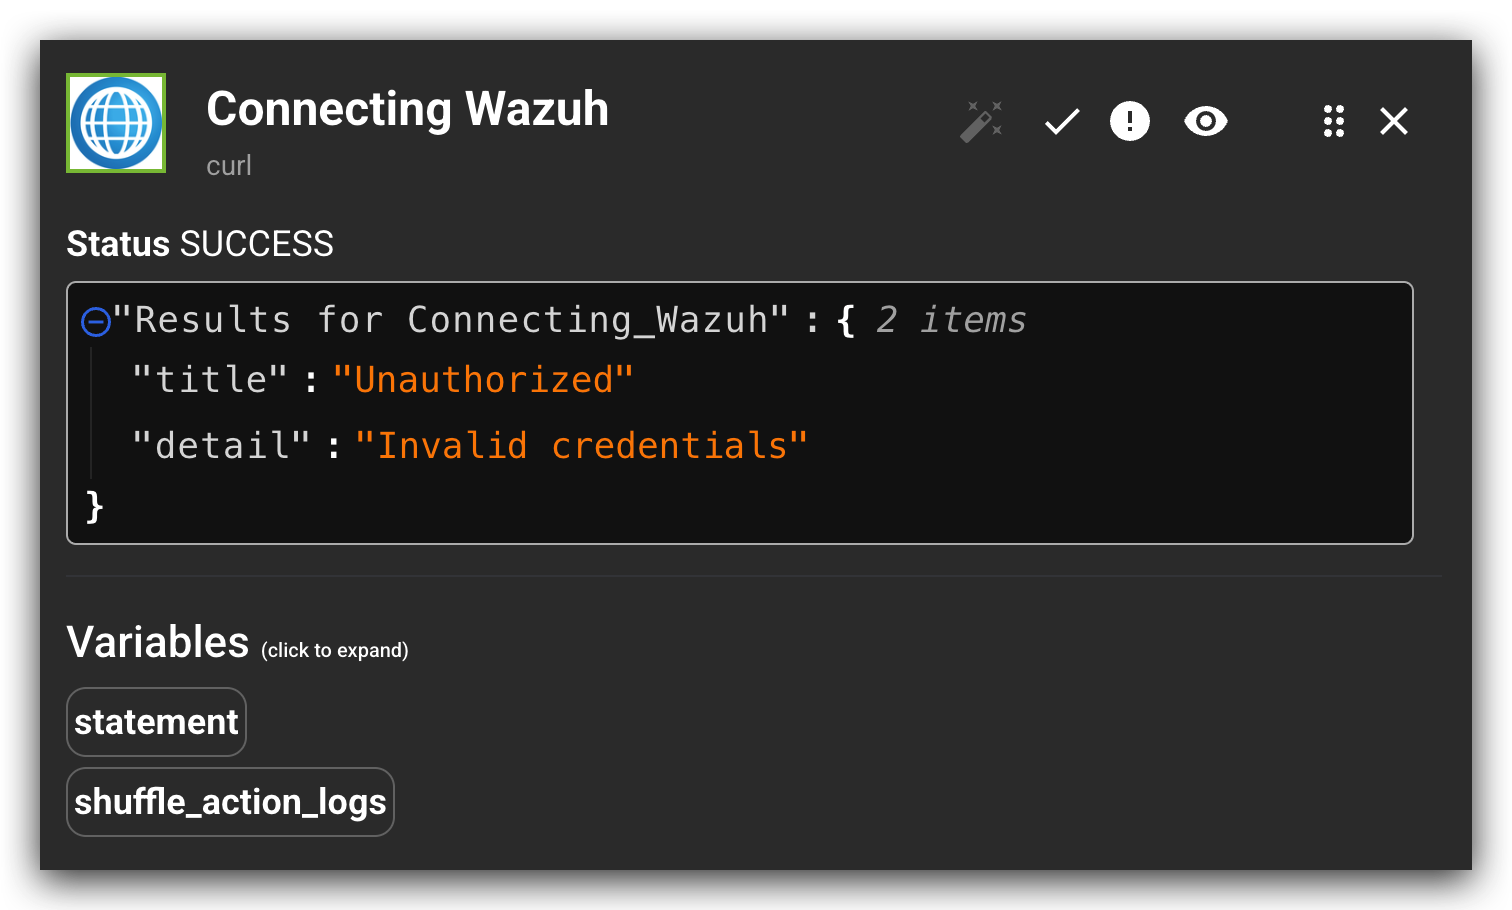 Connecting Wazuh
curl
Status SUCCESS
"Results for Connecting_Wazuh" : { 2 items
"title" : "Unauthorized"
"detail" : "Invalid credentials"
}
Variables (click to expand)
statement
shuffle_action_logs